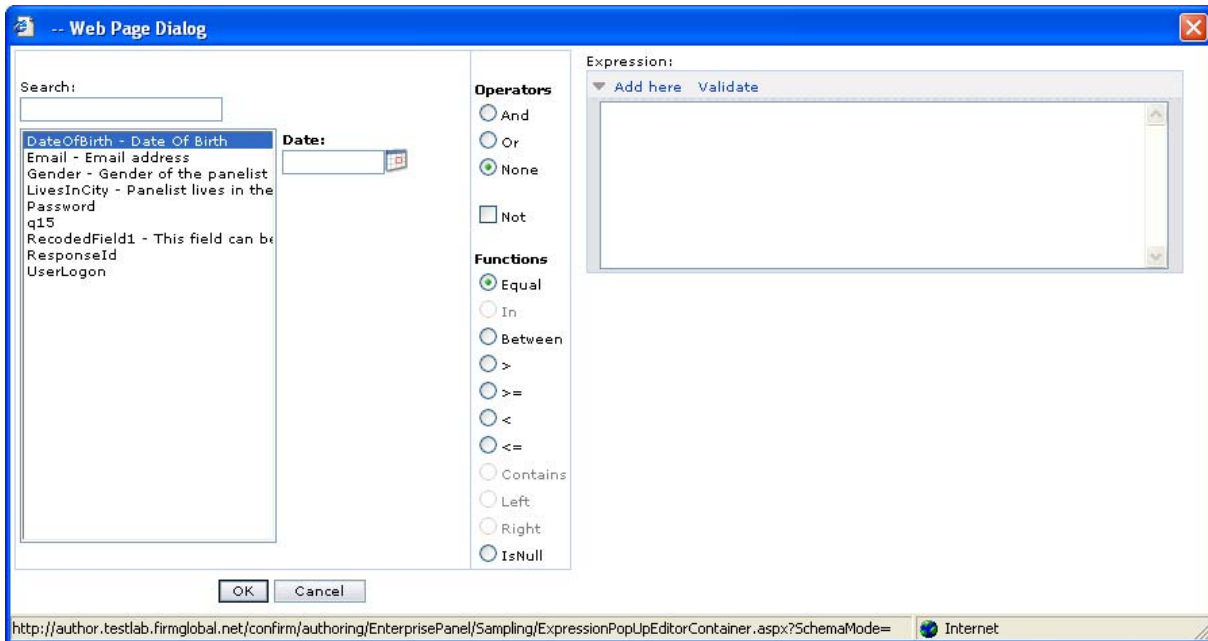 -- Web Page Dialog
Search:
DateOfBirth - Date Of Birth
Email - Email address
Gender - Gender of the panelist
LivesInCity - Panelist lives in the
Password
q15
RecodedField1 - This field can be
ResponseId
UserLogon
Date:
Operators
And
Or
None
Not
Functions
Equal
In
Between
>
>=
<
<=
Contains
Left
Right
IsNull
Expression:
Add here Validate
OK Cancel
http://author.testlab.firmglobal.net/confirm/authoring/EnterprisePanel/Sampling/ExpressionPopUpEditorContainer.aspx?SchemaMode= Internet